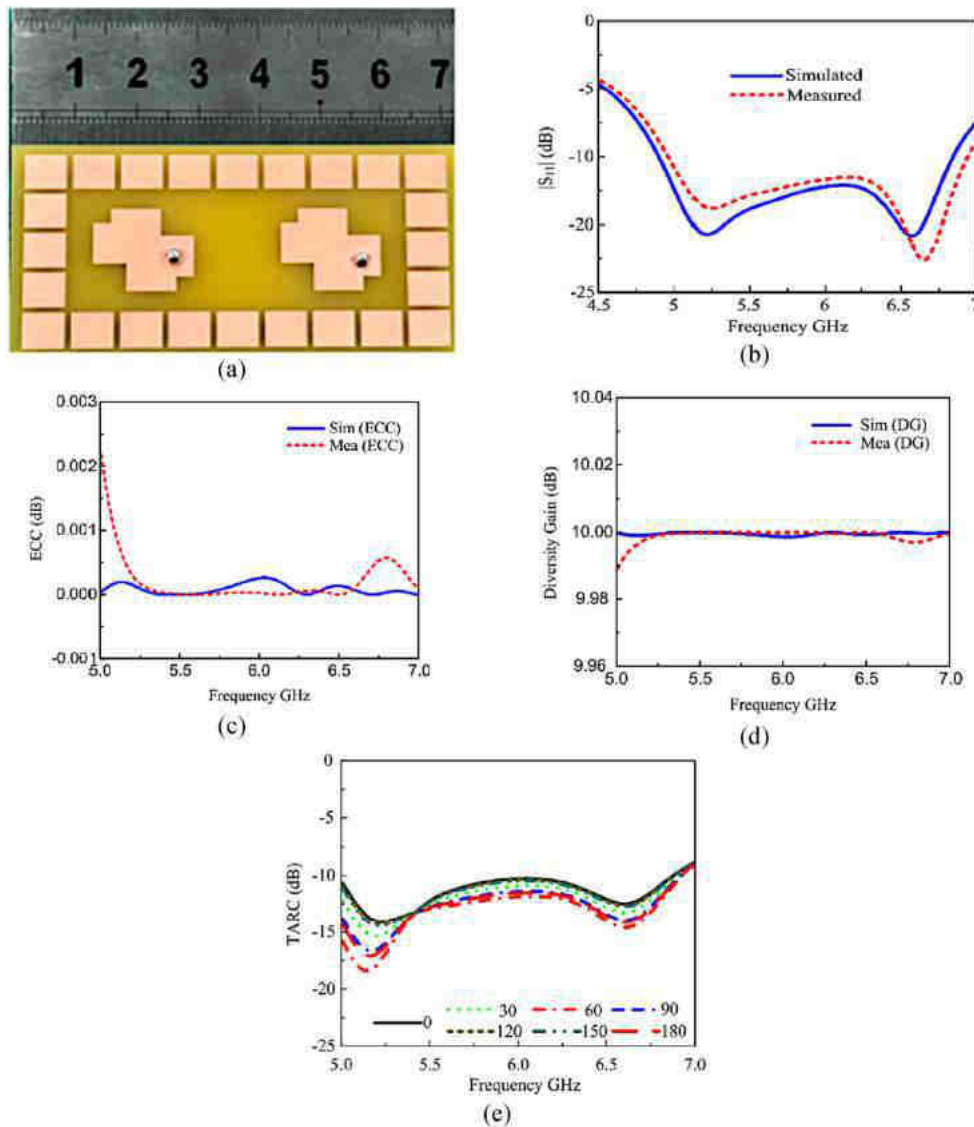 1 2 3 4 5 6 7
(a)
0
-5
-10
-15
-20
-25
|S11| (dB)
Simulated
Measured
4.5 5 5.5 6 6.5 7
Frequency GHz
(b)
0.003
0.002
0.001
0.000
-0.001
ECC (dB)
Sim (ECC)
Mea (ECC)
5.0 5.5 6.0 6.5 7.0
Frequency GHz
(c)
10.04
10.02
10.00
9.98
9.96
Diversity Gain (dB)
Sim (DG)
Mea (DG)
5.0 5.5 6.0 6.5 7.0
Frequency GHz
(d)
0
-5
-10
-15
-20
-25
TARC (dB)
0 30 60 90
120 150 180
5.0 5.5 6.0 6.5 7.0
Frequency GHz
(e)